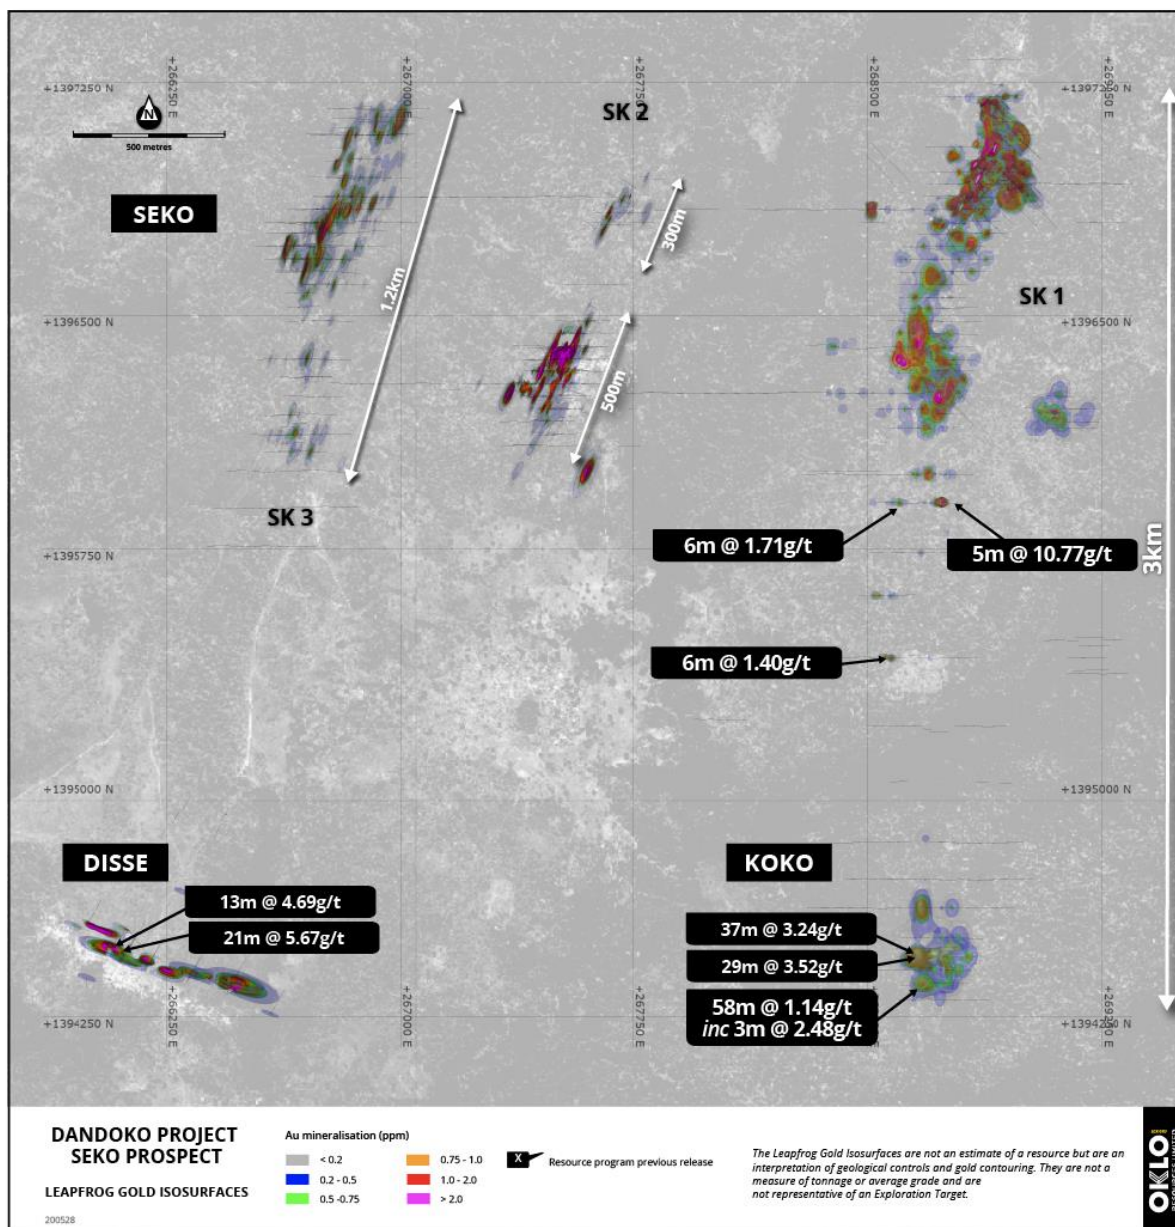 +266250 E
+267000 E
+267750 E
+268500 E
+1397250 N
+1397250 N
N
500 metres
SK 2
SEKO
300m
1.2km
SK 1
+1396500 N
+1396500 N
500m
SK 3
6m @ 1.71g/t
5m @ 10.77g/t
+1395750 N
+1395750 N
3km
6m @ 1.40g/t
+1395000 N
+1395000 N
DISSE
KOKO
13m @ 4.69g/t
21m @ 5.67g/t
37m @ 3.24g/t
29m @ 3.52g/t
58m @ 1.14g/t
inc 3m @ 2.48g/t
+1394250 N
+1394250 N
+266250 E
+267000 E
+267750 E
+268500 E
DANDOKO PROJECT
SEKO PROSPECT
LEAPFROG GOLD ISOSURFACES
200528
Au mineralisation (ppm)
< 0.2
0.2 - 0.5
0.5 -0.75
0.75 - 1.0
1.0 - 2.0
> 2.0
X
Resource program previous release
The Leapfrog Gold Isosurfaces are not an estimate of a resource but are an
interpretation of geological controls and gold contouring. They are not a
measure of tonnage or average grade and are
not representative of an Exploration Target.
OKLO